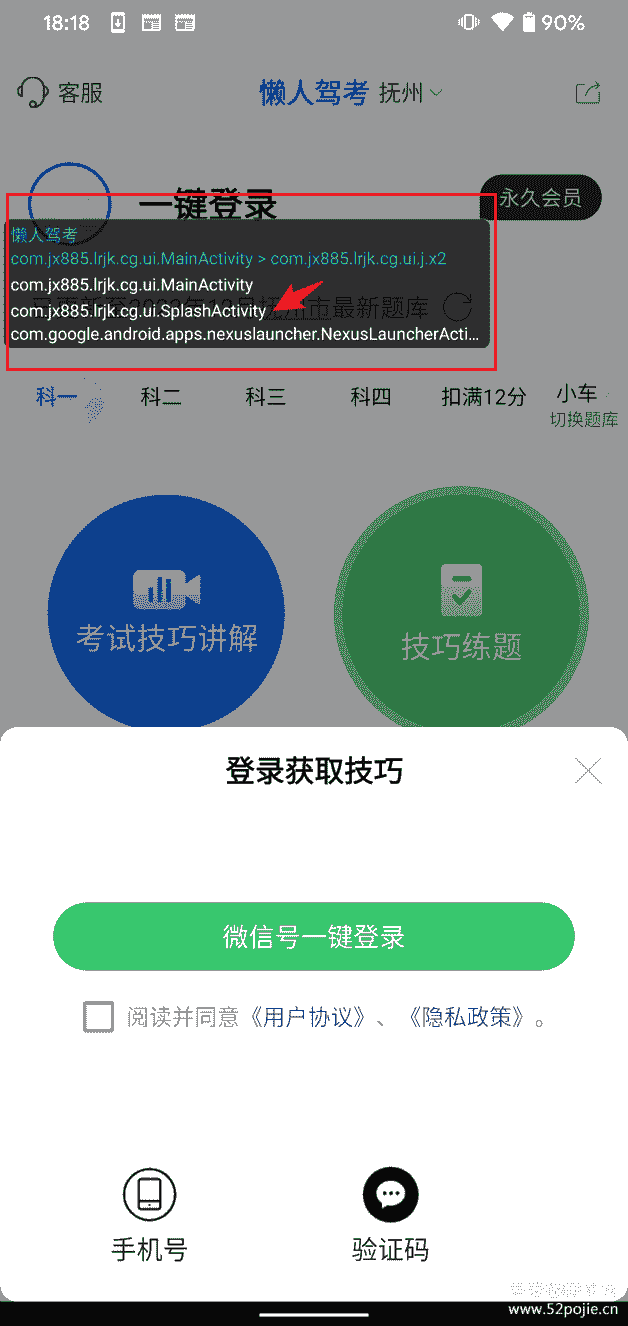 18:18 90%
客服 懒人驾考 抚州
一键登录 永久会员
懒人驾考
com.jx885.lrjk.cg.ui.MainActivity > com.jx885.lrjk.cg.ui.j.x2
com.jx885.lrjk.cg.ui.MainActivity
com.jx885.lrjk.cg.ui.SplashActivity
市最新题库
com.google.android.apps.nexuslauncher.NexusLauncherActi...
科一 科二 科三 科四 扣满12分 小车
切换题库
考试技巧讲解 技巧练题
登录获取技巧
微信号一键登录
阅读并同意《用户协议》、《隐私政策》。
手机号 验证码
www.52pojie.cn